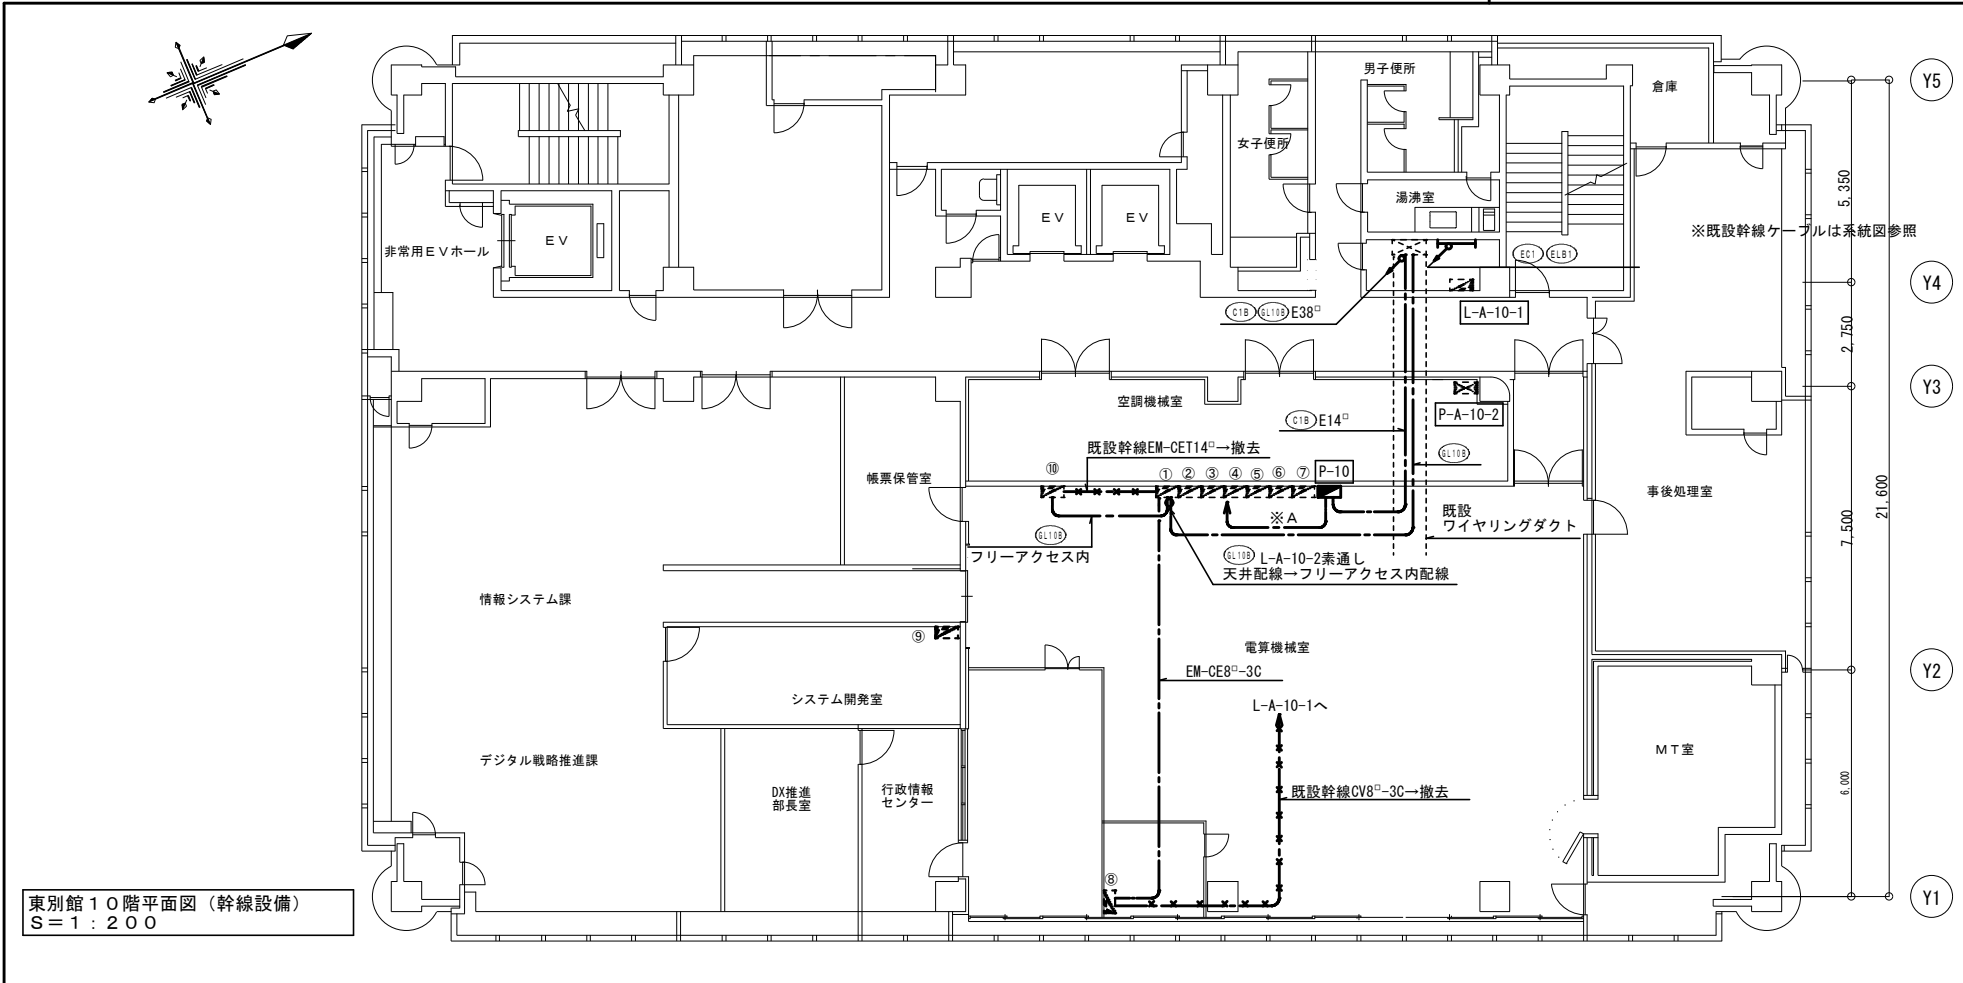 男子便所
Y5
倉庫
女子便所
5,350
湯沸室
EV
EV
EV
※既設幹線ケーブルは系統図参照
非常用EVホール
EC1
ELB1
Y4
C1B
GL10B
E38□
L-A-10-1
2,750
Y3
空調機械室
P-A-10-2
C1B
E14□
既設幹線EM-CET14□→撤去
GL10B
帳票保管室
⑩
①
②
③
④
⑤
⑥
⑦
P-10
事後処理室
21,600
7,500
既設
ワイヤリングダクト
※A
GL10B
フリーアクセス内
GL10B
L-A-10-2素通し
天井配線→フリーアクセス内配線
情報システム課
⑨
電算機械室
EM-CE8□-3C
Y2
システム開発室
L-A-10-1へ
デジタル戦略推進課
MT室
DX推進
部長室
行政情報
センター
既設幹線CV8□-3C→撤去
6,000
⑧
Y1
東別館10階平面図（幹線設備）
S=1:200